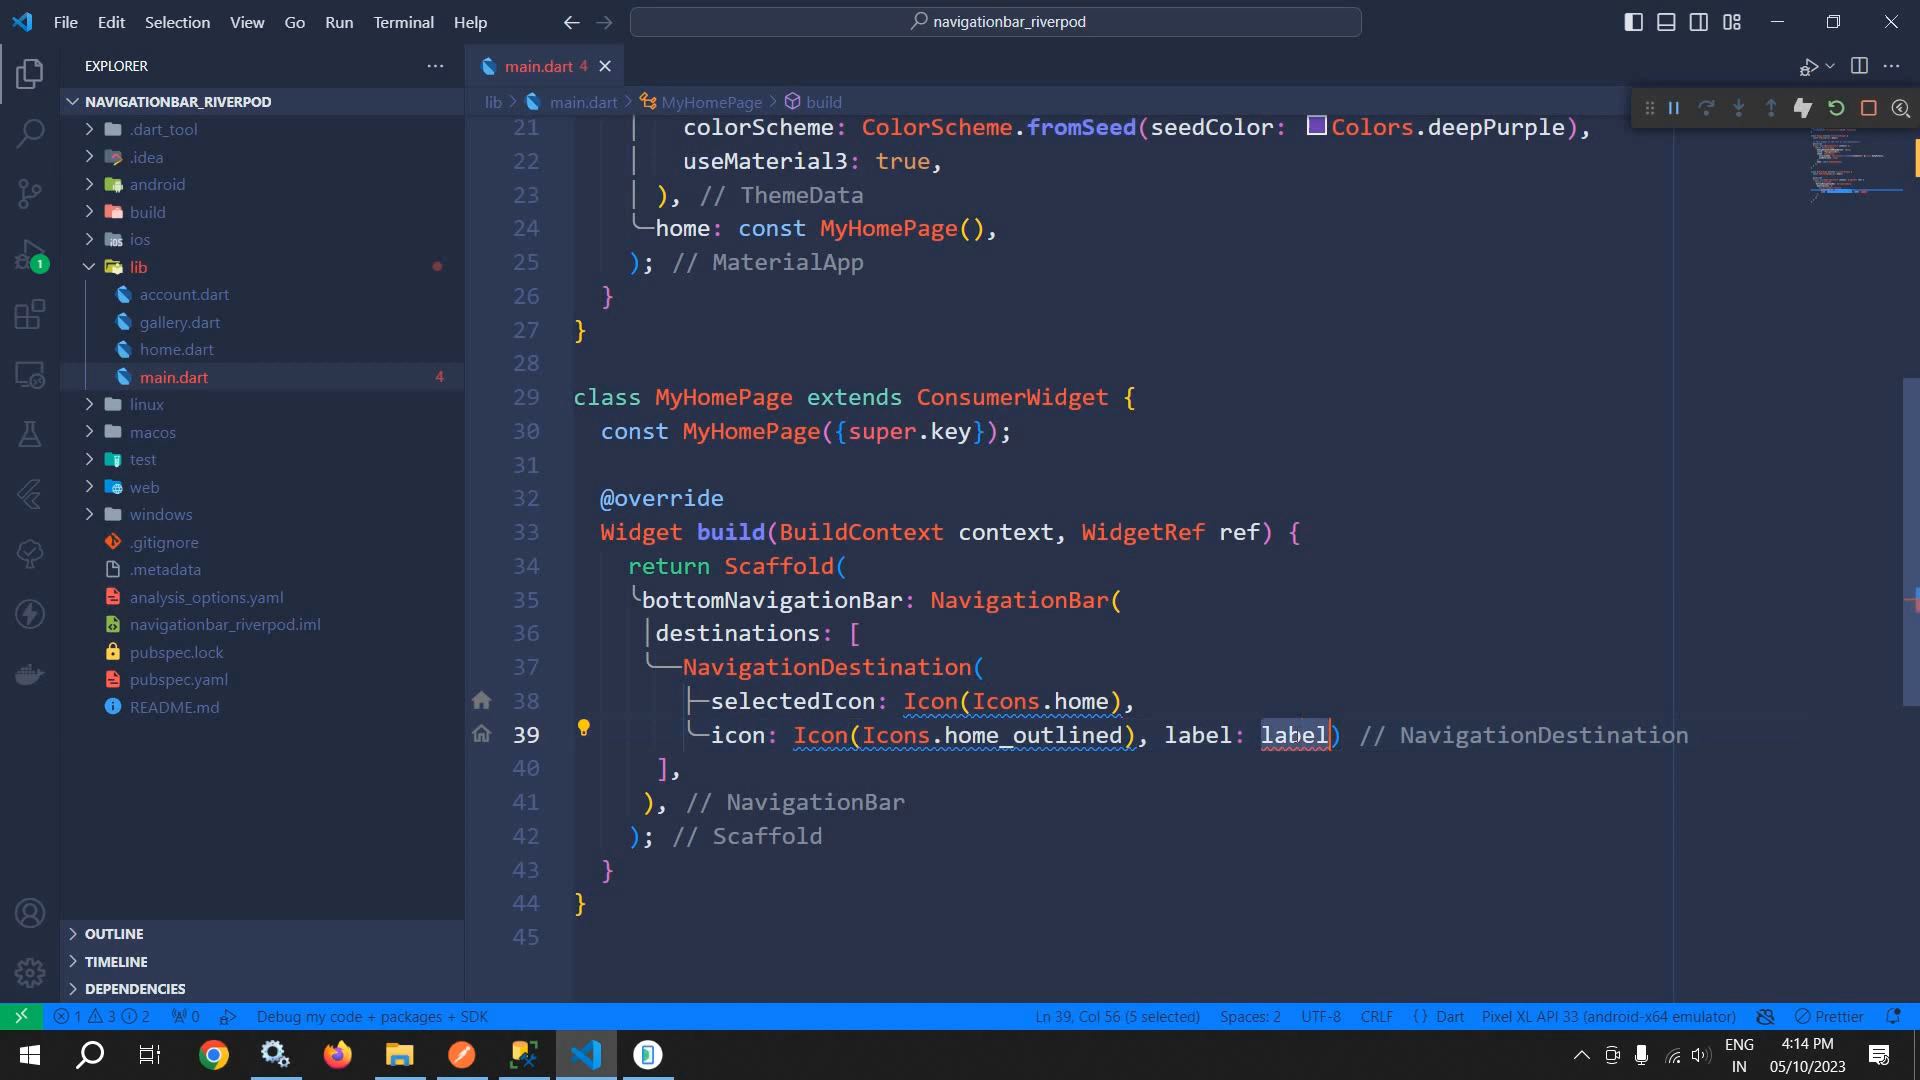 File Edit Selection View Go Run Terminal Help
navigationbar_riverpod
EXPLORER
NAVIGATIONBAR_RIVERPOD
.dart_tool
.idea
android
build
ios
lib
account.dart
gallery.dart
home.dart
main.dart 4
linux
macos
test
web
windows
.gitignore
.metadata
analysis_options.yaml
navigationbar_riverpod.iml
pubspec.lock
pubspec.yaml
README.md
OUTLINE
TIMELINE
DEPENDENCIES
1
main.dart 4
lib > main.dart > MyHomePage > build
21 colorScheme: ColorScheme.fromSeed(seedColor: Colors.deepPurple),
22 useMaterial3: true,
23 ), // ThemeData
24 home: const MyHomePage(),
25 ); // MaterialApp
26 }
27 }
28
29 class MyHomePage extends ConsumerWidget {
30 const MyHomePage({super.key});
31
32 @override
33 Widget build(BuildContext context, WidgetRef ref) {
34 return Scaffold(
35 bottomNavigationBar: NavigationBar(
36 destinations: [
37 NavigationDestination(
38 selectedIcon: Icon(Icons.home),
39 icon: Icon(Icons.home_outlined), label: label) // NavigationDestination
40 ],
41 ), // NavigationBar
42 ); // Scaffold
43 }
44 }
45
1 3 2 0 Debug my code + packages + SDK Ln 39, Col 56 (5 selected) Spaces: 2 UTF-8 CRLF { } Dart Pixel XL API 33 (android-x64 emulator) Prettier
ENG
IN
4:14 PM
05/10/2023